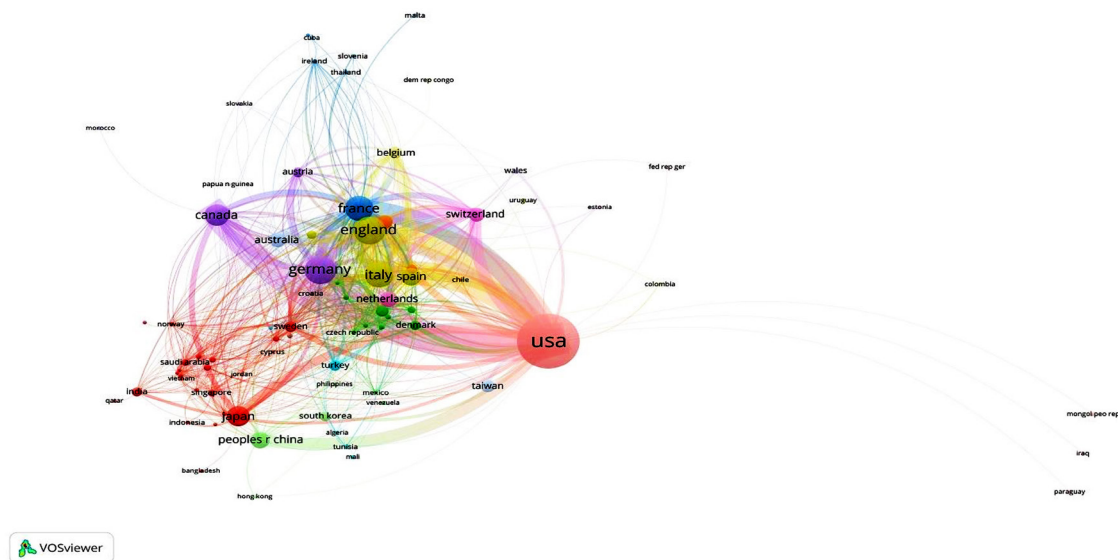 malta
cuba
slovenia
ireland
thailand
dem rep congo
slovakia
morocco
belgium
fed rep ger
wales
austria
papua n guinea
uruguay
estonia
france
canada
switzerland
england
australia
germany
italy
spain
chile
colombia
croatia
netherlands
norway
sweden
czech republic
denmark
usa
cyprus
saudi arabia
turkey
jordan
vietnam
philippines
taiwan
india
singapore
mexico
qatar
venezuela
japan
south korea
mongol peo rep
indonesia
algeria
peoples r china
tunisia
iraq
mali
bangladesh
paraguay
hong kong
VOSviewer